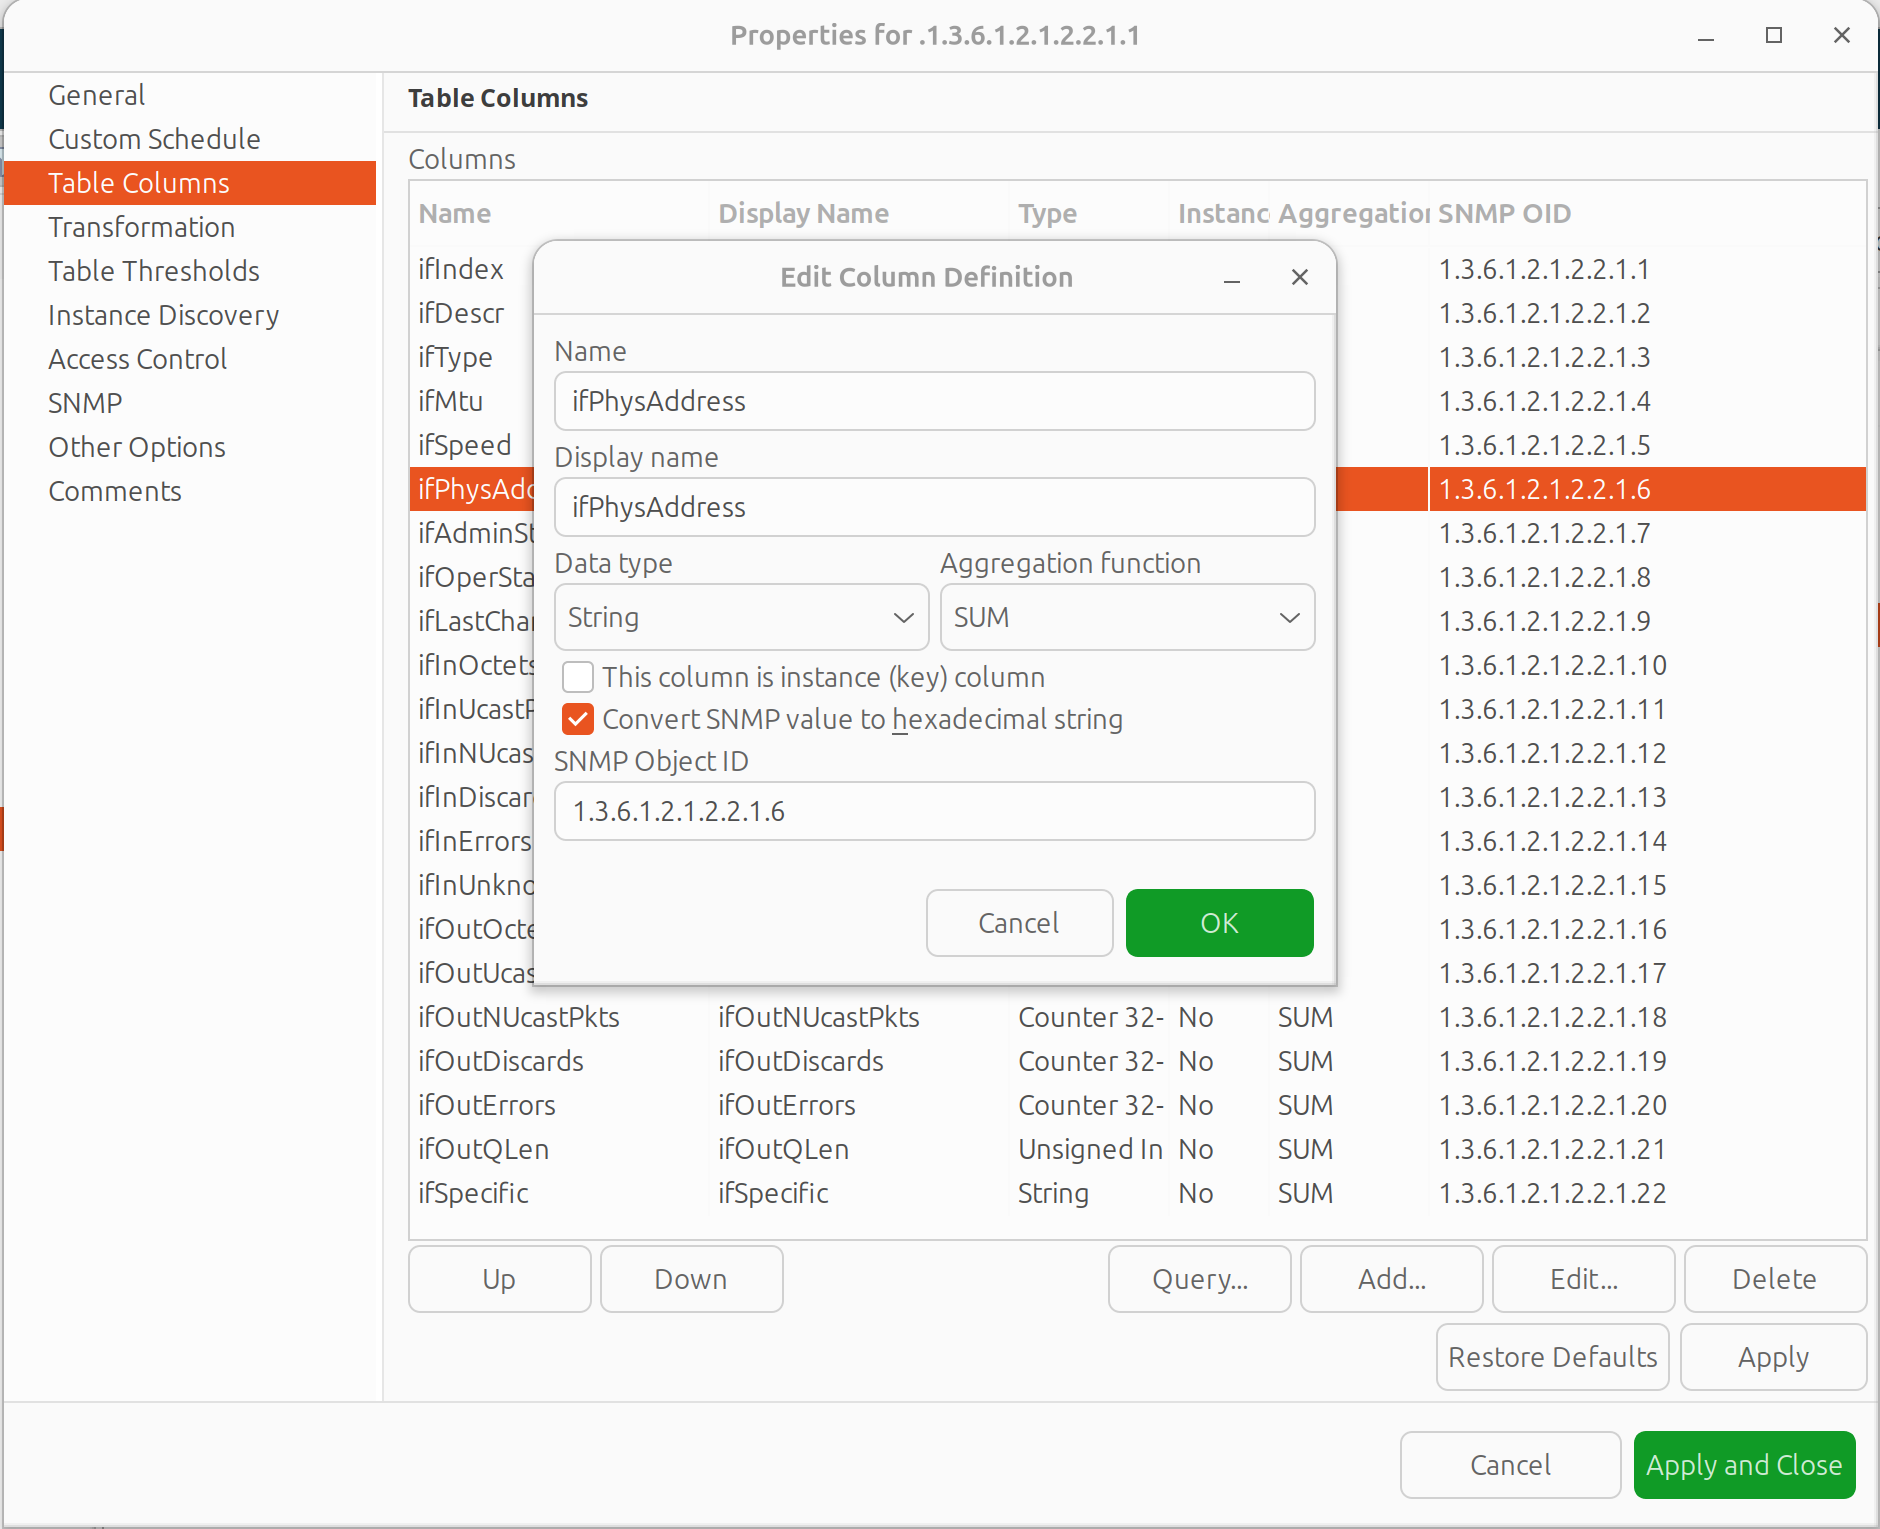 Properties for .1.3.6.1.2.1.2.2.1.1
General
Custom Schedule
Table Columns
Transformation
Table Thresholds
Instance Discovery
Access Control
SNMP
Other Options
Comments
Table Columns
Columns
Name Display Name Type Instanc Aggregation SNMP OID
ifIndex 1.3.6.1.2.1.2.2.1.1
ifDescr 1.3.6.1.2.1.2.2.1.2
ifType 1.3.6.1.2.1.2.2.1.3
ifMtu 1.3.6.1.2.1.2.2.1.4
ifSpeed 1.3.6.1.2.1.2.2.1.5
ifPhysAdd 1.3.6.1.2.1.2.2.1.6
ifAdminSt 1.3.6.1.2.1.2.2.1.7
ifOperSta 1.3.6.1.2.1.2.2.1.8
ifLastChan 1.3.6.1.2.1.2.2.1.9
ifInOctets 1.3.6.1.2.1.2.2.1.10
ifInUcastP 1.3.6.1.2.1.2.2.1.11
ifInNUcas 1.3.6.1.2.1.2.2.1.12
ifInDiscar 1.3.6.1.2.1.2.2.1.13
ifInErrors 1.3.6.1.2.1.2.2.1.14
ifInUnkno 1.3.6.1.2.1.2.2.1.15
ifOutOcte 1.3.6.1.2.1.2.2.1.16
ifOutUcas 1.3.6.1.2.1.2.2.1.17
ifOutNUcastPkts ifOutNUcastPkts Counter 32- No SUM 1.3.6.1.2.1.2.2.1.18
ifOutDiscards ifOutDiscards Counter 32- No SUM 1.3.6.1.2.1.2.2.1.19
ifOutErrors ifOutErrors Counter 32- No SUM 1.3.6.1.2.1.2.2.1.20
ifOutQLen ifOutQLen Unsigned In No SUM 1.3.6.1.2.1.2.2.1.21
ifSpecific ifSpecific String No SUM 1.3.6.1.2.1.2.2.1.22
Edit Column Definition
Name
ifPhysAddress
Display name
ifPhysAddress
Data type Aggregation function
String SUM
This column is instance (key) column
Convert SNMP value to hexadecimal string
SNMP Object ID
1.3.6.1.2.1.2.2.1.6
Cancel OK
Up Down Query... Add... Edit... Delete
Restore Defaults Apply
Cancel Apply and Close